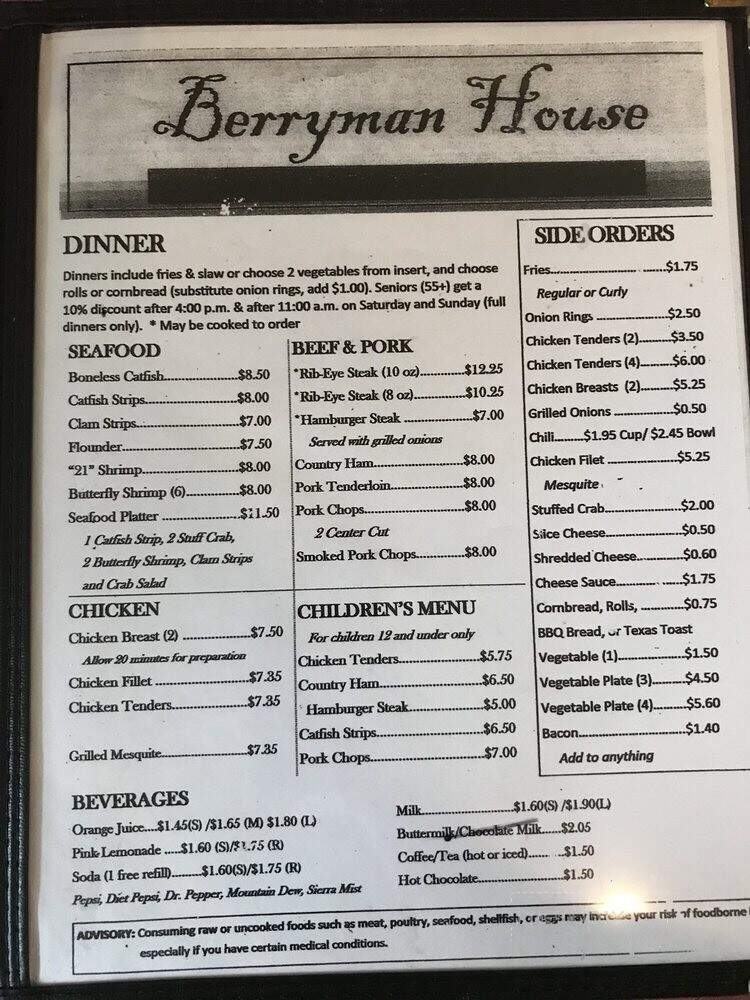 Berryman House
DINNER
Dinners include fries & slaw or choose 2 vegetables from insert, and choose
rolls or cornbread (substitute onion rings, add $1.00). Seniors (55+) get a
10% discount after 4:00 p.m. & after 11:00 a.m. on Saturday and Sunday (full
dinners only). * May be cooked to order
SEAFOOD
Boneless Catfish...$8.50
Catfish Strips...$8.00
Clam Strips...$7.00
Flounder...$7.50
“21” Shrimp...$8.00
Butterfly Shrimp (6)...$8.00
Seafood Platter ...$11.50
1 Catfish Strip, 2 Stuff Crab,
2 Butterfly Shrimp, Clam Strips
and Crab Salad
BEEF & PORK
*Rib-Eye Steak (10 oz)...$12.25
*Rib-Eye Steak (8 oz)...$10.25
*Hamburger Steak ...$7.00
Served with grilled onions
Country Ham...$8.00
Pork Tenderloin...$8.00
Pork Chops...$8.00
2 Center Cut
Smoked Pork Chops...$8.00
CHICKEN
Chicken Breast (2) ...$7.50
Allow 20 minutes for preparation
Chicken Fillet ...$7.35
Chicken Tenders...$7.35
Grilled Mesquite...$7.35
CHILDREN'S MENU
For children 12 and under only
Chicken Tenders...$5.75
Country Ham...$6.50
Hamburger Steak...$5.00
Catfish Strips...$6.50
Pork Chops...$7.00
SIDE ORDERS
Fries...$1.75
Regular or Curly
Onion Rings ...$2.50
Chicken Tenders (2)...$3.50
Chicken Tenders (4)...$6.00
Chicken Breasts (2)...$5.25
Grilled Onions ...$0.50
Chili...$1.95 Cup/ $2.45 Bowl
Chicken Filet ...$5.25
Mesquite
Stuffed Crab...$2.00
Silce Cheese...$0.50
Shredded Cheese...$0.60
Cheese Sauce...$1.75
Cornbread, Rolls, ...$0.75
BBQ Bread, or Texas Toast
Vegetable (1)...$1.50
Vegetable Plate (3)...$4.50
Vegetable Plate (4)...$5.60
Bacon...$1.40
Add to anything
BEVERAGES
Orange Juice....$1.45(S) /$1.65 (M) $1.80 (L)
Pink Lemonade .....$1.60 (S)/$1.75 (R)
Soda (1 free refill)...$1.60(S)/$1.75 (R)
Pepsi, Diet Pepsi, Dr. Pepper, Mountain Dew, Sierra Mist
Milk...$1.60(S) /$1.90(L)
Buttermilk/Chocolate Milk......$2.05
Coffee/Tea (hot or iced)...$1.50
Hot Chocolate...$1.50
ADVISORY: Consuming raw or uncooked foods such as meat, poultry, seafood, shellfish, or eggs may increase your risk of foodborne
especially if you have certain medical conditions.